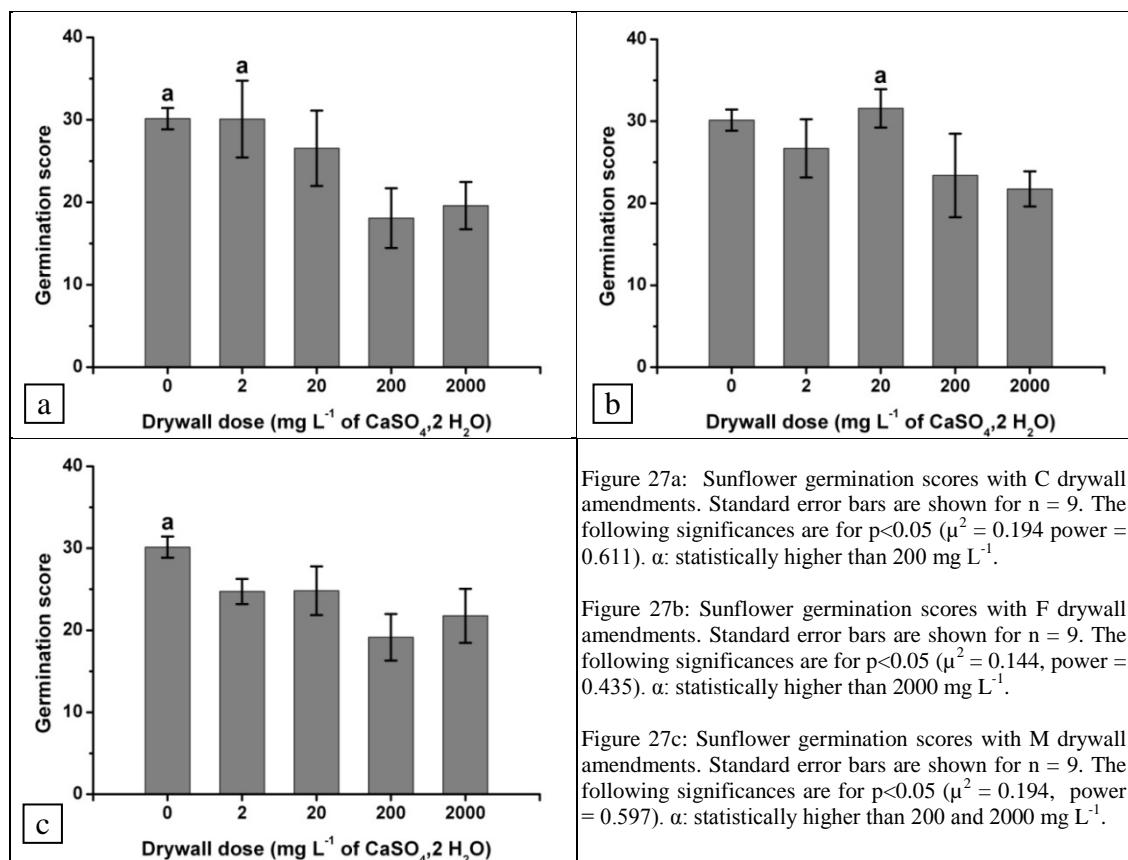 40
30
20
10
0
Germination score
a
a
0 2 20 200 2000
Drywall dose (mg L⁻¹ of CaSO₄,2 H₂O)
a
40
30
20
10
0
Germination score
a
0 2 20 200 2000
Drywall dose (mg L⁻¹ of CaSO₄,2 H₂O)
b
40
30
20
10
0
Germination score
a
0 2 20 200 2000
Drywall dose (mg L⁻¹ of CaSO₄,2 H₂O)
c
Figure 27a: Sunflower germination scores with C drywall
amendments. Standard error bars are shown for n = 9. The
following significances are for p<0.05 (µ² = 0.194 power =
0.611). α: statistically higher than 200 mg L⁻¹.
Figure 27b: Sunflower germination scores with F drywall
amendments. Standard error bars are shown for n = 9. The
following significances are for p<0.05 (µ² = 0.144, power =
0.435). α: statistically higher than 2000 mg L⁻¹.
Figure 27c: Sunflower germination scores with M drywall
amendments. Standard error bars are shown for n = 9. The
following significances are for p<0.05 (µ² = 0.194, power
= 0.597). α: statistically higher than 200 and 2000 mg L⁻¹.